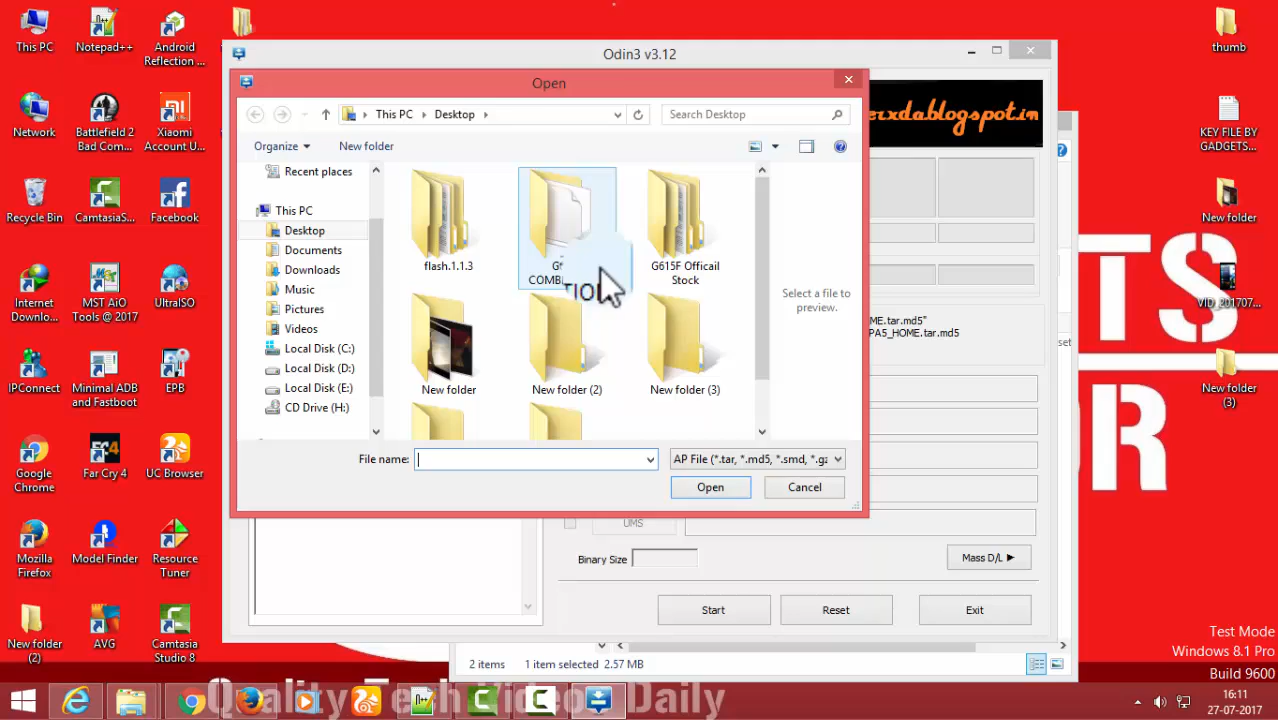 This PC
Notepad++
Android
Reflection ...
Network
Battlefield 2
Bad Com...
Xiaomi
Account U...
Recycle Bin
CamtasiaS...
Facebook
Internet
Downlo...
MST AiO
Tools @ 2017
UltraISO
IPConnect
Minimal ADB
and Fastboot
EPB
Google
Chrome
Far Cry 4
UC Browser
Mozilla
Firefox
Model Finder
Resource
Tuner
New folder
(2)
AVG
Camtasia
Studio 8
Odin3 v3.12
Open
This PC
Desktop
Search Desktop
Organize
New folder
Recent places
This PC
Desktop
Documents
Downloads
Music
Pictures
Videos
Local Disk (C:)
Local Disk (D:)
Local Disk (E:)
CD Drive (H:)
flash.1.1.3
G615F Officail
Stock
New folder
New folder (2)
New folder (3)
Select a file to
preview.
File name:
AP File (*.tar, *.md5, *.smd, *.gz
Open
Cancel
erxdablogspot.in
ME.tar.md5"
PA5_HOME.tar.md5
UMS
Binary Size
Mass D/L
Start
Reset
Exit
2 items
1 item selected 2.57 MB
thumb
KEY FILE BY
GADGETS...
New folder
VID_201707...
New folder
(3)
TS
OR
Test Mode
Windows 8.1 Pro
Build 9600
Quality Tech Videos Daily
16:11
27-07-2017